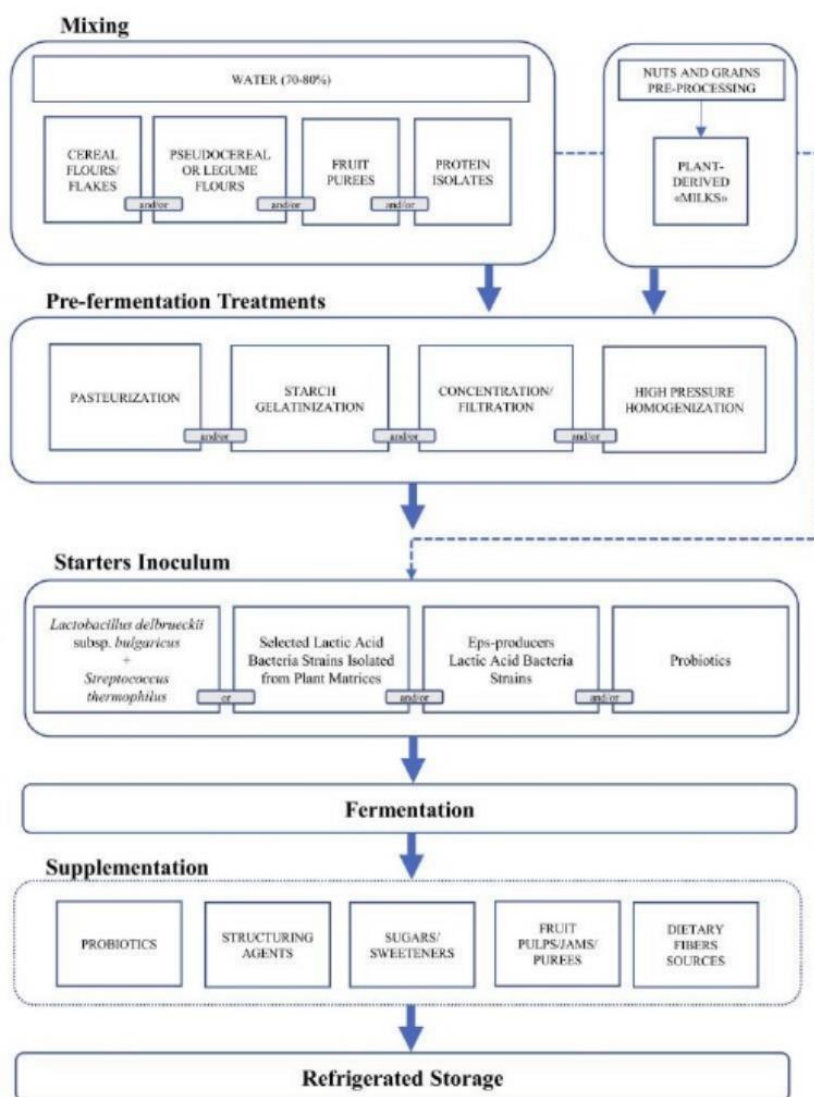 Mixing
WATER (70-80%)
CEREAL
FLOURS/
FLAKES
and/or
PSEUDOCEREAL
OR LEGUME
FLOURS
and/or
FRUIT
PUREES
and/or
PROTEIN
ISOLATES
NUTS AND GRAINS
PRE-PROCESSING
PLANT-
DERIVED
«MILKS»
Pre-fermentation Treatments
PASTEURIZATION
and/or
STARCH
GELATINIZATION
and/or
CONCENTRATION/
FILTRATION
and/or
HIGH PRESSURE
HOMOGENIZATION
Starters Inoculum
Lactobacillus delbrueckii
subsp. bulgaricus
+
Streptococcus
thermophilus
or
Selected Lactic Acid
Bacteria Strains Isolated
from Plant Matrices
and/or
Eps-producers
Lactic Acid Bacteria
Strains
and/or
Probiotics
Fermentation
Supplementation
PROBIOTICS
STRUCTURING
AGENTS
SUGARS/
SWEETENERS
FRUIT
PULPS/JAMS/
PUREES
DIETARY
FIBERS
SOURCES
Refrigerated Storage